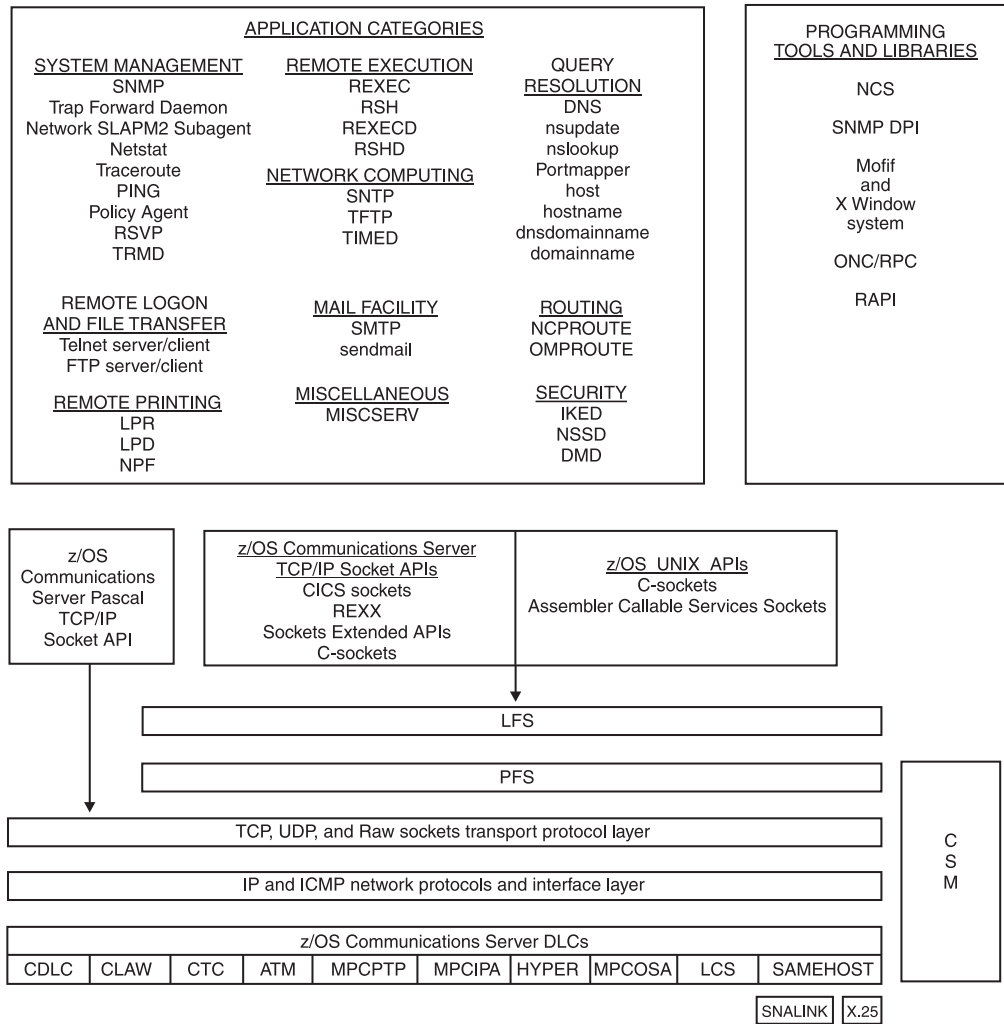 APPLICATION CATEGORIES
SYSTEM MANAGEMENT
SNMP
Trap Forward Daemon
Network SLAPM2 Subagent
Netstat
Traceroute
PING
Policy Agent
RSVP
TRMD
REMOTE EXECUTION
REXEC
RSH
REXECD
RSHD
NETWORK COMPUTING
SNTP
TFTP
TIMED
QUERY
RESOLUTION
DNS
nsupdate
nslookup
Portmapper
host
hostname
dnsdomainname
domainname
REMOTE LOGON
AND FILE TRANSFER
Telnet server/client
FTP server/client
MAIL FACILITY
SMTP
sendmail
ROUTING
NCPROUTE
OMPROUTE
REMOTE PRINTING
LPR
LPD
NPF
MISCELLANEOUS
MISCSERV
SECURITY
IKED
NSSD
DMD
PROGRAMMING
TOOLS AND LIBRARIES
NCS
SNMP DPI
Mofif
and
X Window
system
ONC/RPC
RAPI
z/OS
Communications
Server Pascal
TCP/IP
Socket API
z/OS Communications Server
TCP/IP Socket APIs
CICS sockets
REXX
Sockets Extended APIs
C-sockets
z/OS UNIX APIs
C-sockets
Assembler Callable Services Sockets
LFS
PFS
TCP, UDP, and Raw sockets transport protocol layer
IP and ICMP network protocols and interface layer
C
S
M
z/OS Communications Server DLCs
CDLC CLAW CTC ATM MPCPTP MPCIPA HYPER MPCOSA LCS SAMEHOST
SNALINK X.25